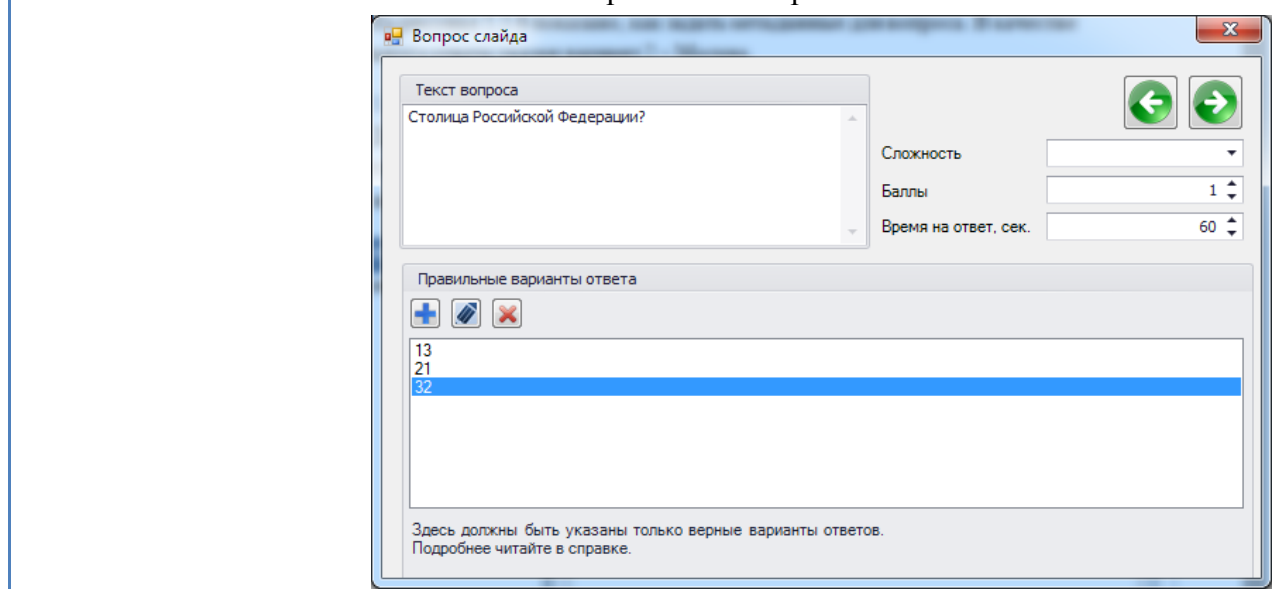 Вопрос слайда
Текст вопроса
Столица Российской Федерации?
Сложность
Баллы 1
Время на ответ, сек. 60
Правильные варианты ответа
13
21
32
Здесь должны быть указаны только верные варианты ответов.
Подробнее читайте в справке.